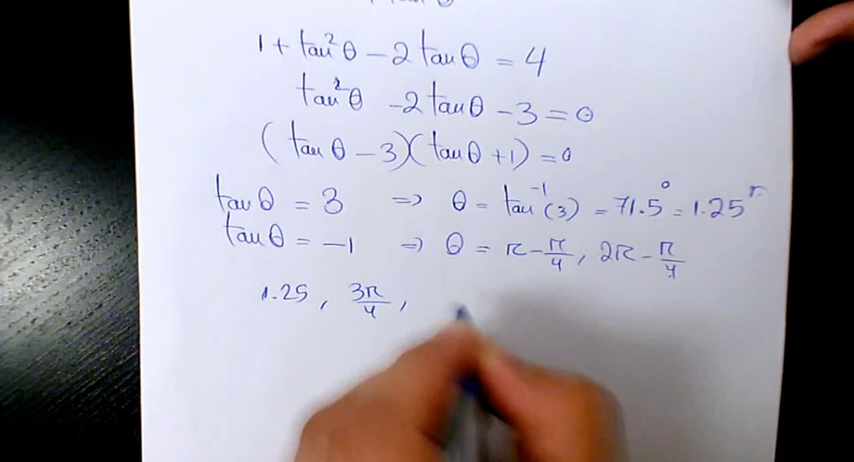 1 + tan²θ − 2 tanθ = 4
tan²θ − 2 tanθ − 3 = 0
(tanθ − 3)(tanθ + 1) = 0
tanθ = 3 ⇒ θ = tan⁻¹(3) = 71.5° = 1.25ʳ
tanθ = −1 ⇒ θ = π − π/4, 2π − π/4
1.25, 3π/4,